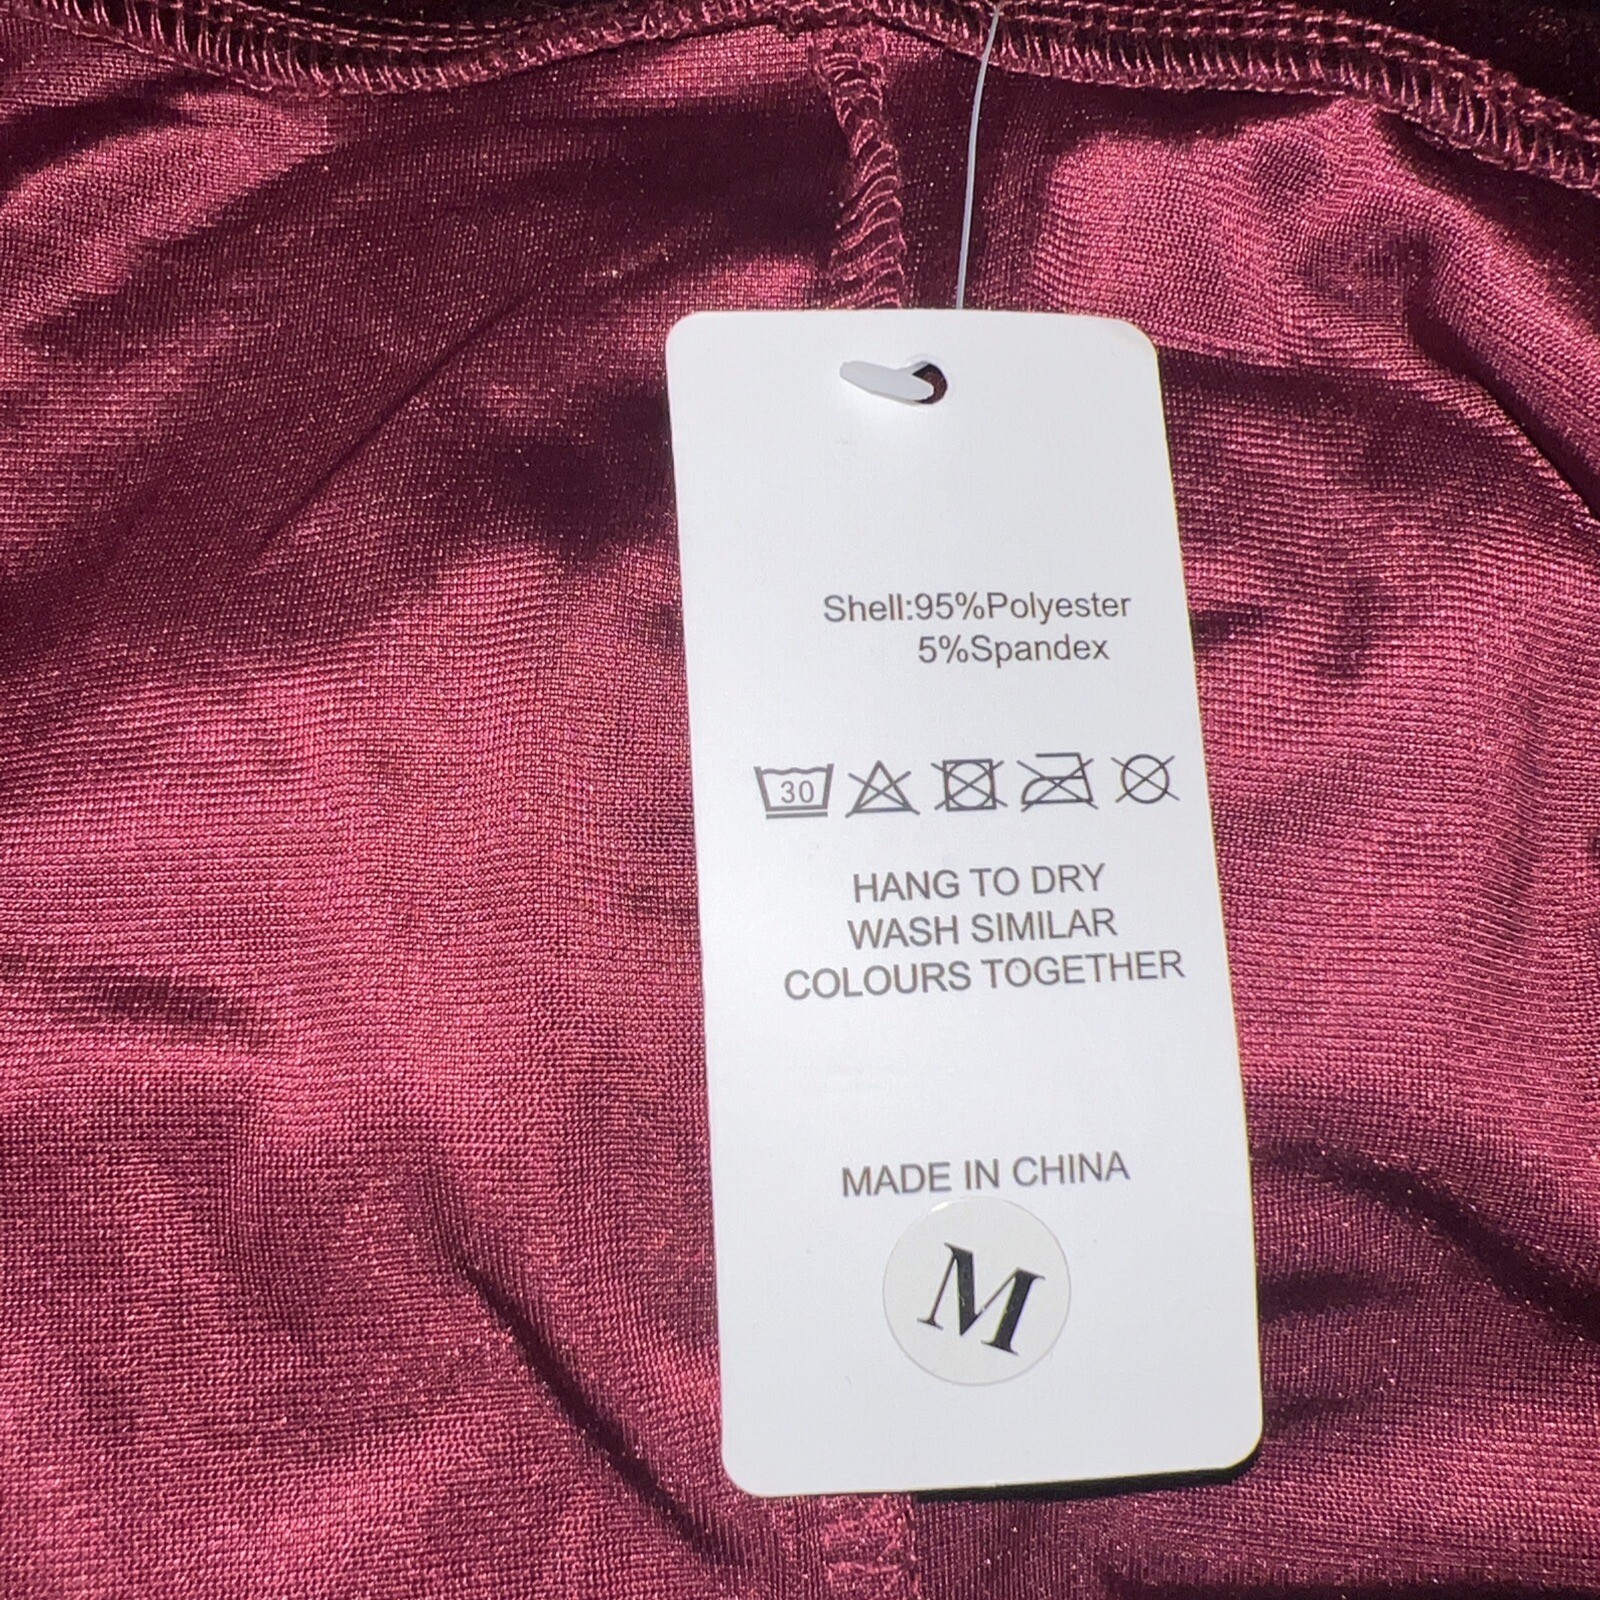 Shell:95%Polyester
5%Spandex
30
HANG TO DRY
WASH SIMILAR
COLOURS TOGETHER
MADE IN CHINA
M